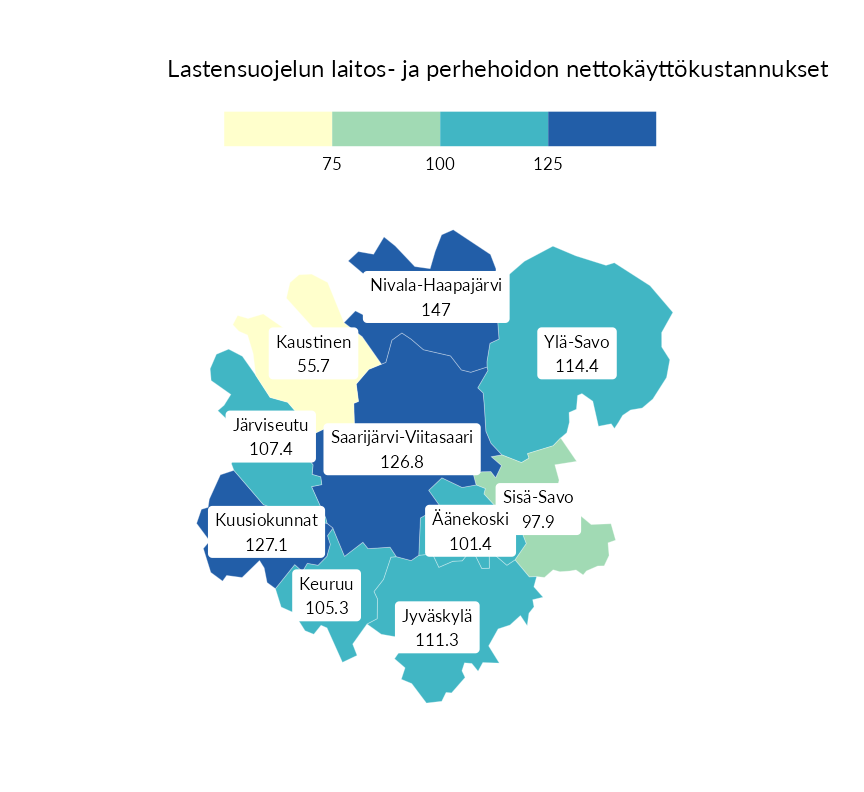 Lastensuojelun laitos- ja perhehoidon nettokäyttökustannukset
75 100 125
Nivala-Haapajärvi
147
Kaustinen
55.7
Ylä-Savo
114.4
Järviseutu
107.4
Saarijärvi-Viitasaari
126.8
Sisä-Savo
97.9
Kuusiokunnat
127.1
Äänekoski
101.4
Keuruu
105.3
Jyväskylä
111.3